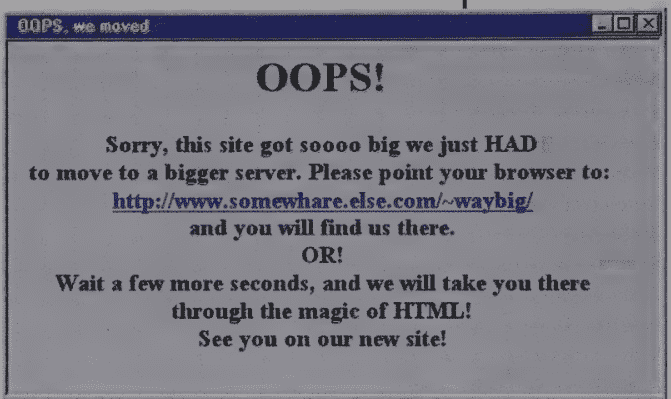 OOPS, we moved
OOPS!
Sorry, this site got soooo big we just HAD
to move to a bigger server. Please point your browser to:
http://www.somewhare.else.com/~waybig/
and you will find us there.
OR!
Wait a few more seconds, and we will take you there
through the magic of HTML!
See you on our new site!